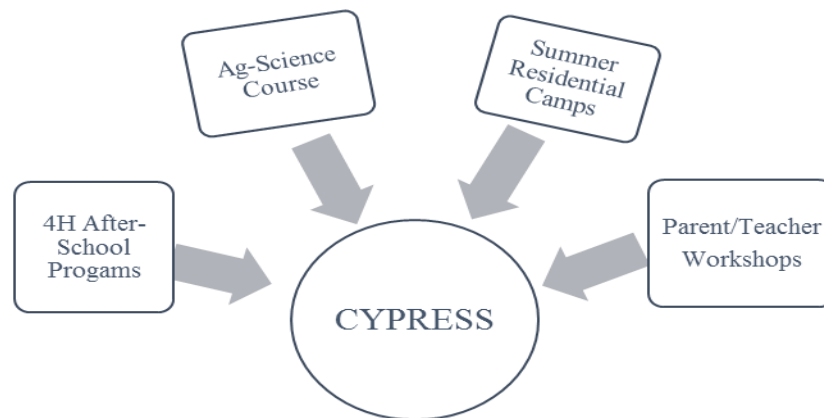 Ag-Science
Course
Summer
Residential
Camps
4H After-
School
Progams
Parent/Teacher
Workshops
CYPRESS